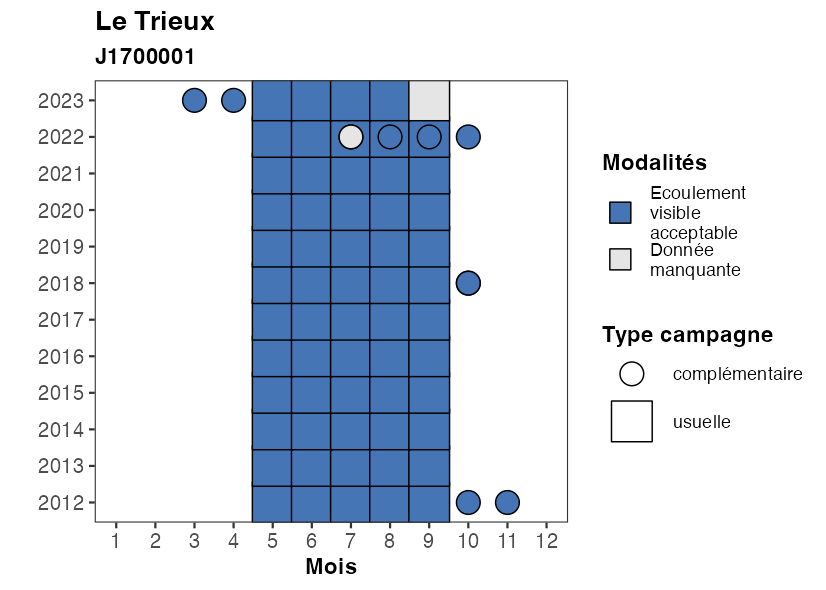 Le Trieux
J1700001
2023
2022
2021
2020
2019
2018
2017
2016
2015
2014
2013
2012
1 2 3 4 5 6 7 8 9 10 11 12
Mois
Modalités
Ecoulement
visible
acceptable
Donnée
manquante
Type campagne
complémentaire
usuelle